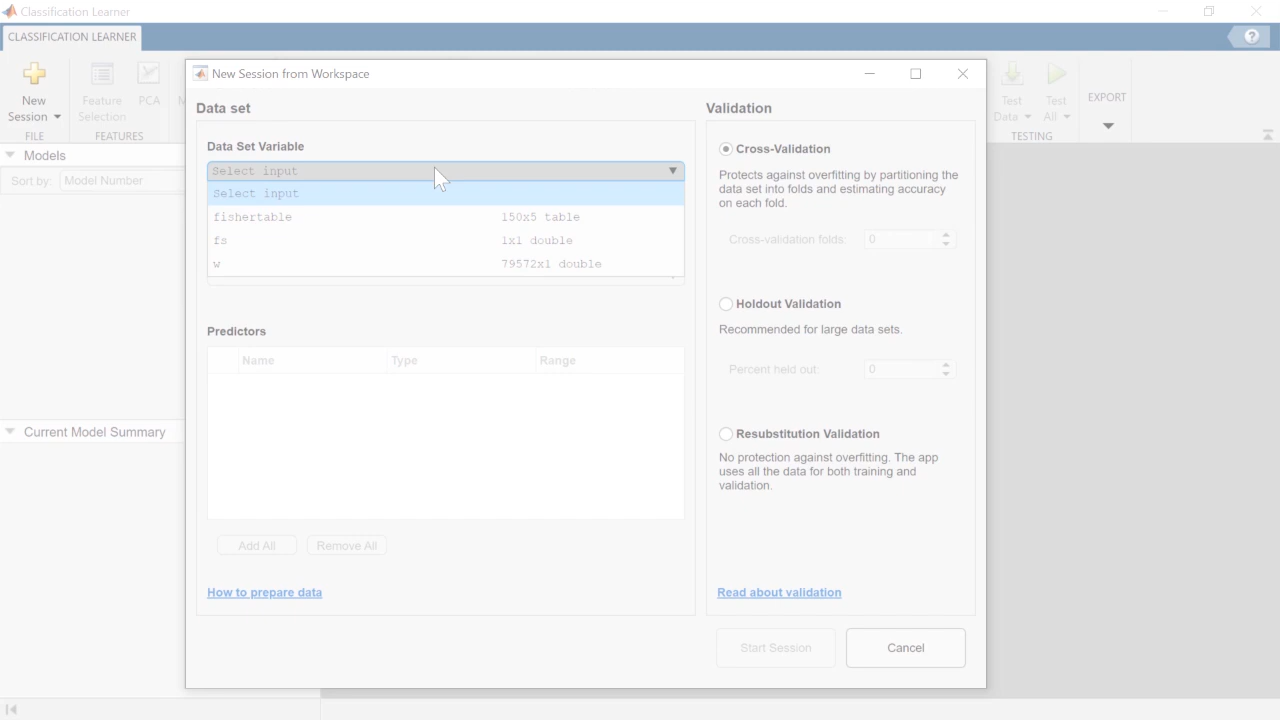 Classification Learner
CLASSIFICATION LEARNER
?
New
Session
Feature
Selection
PCA
M
Test
Data
Test
All
EXPORT
FILE
FEATURES
TESTING
Models
Sort by:
Model Number
Current Model Summary
New Session from Workspace
Data set
Data Set Variable
Select input
Select input
fishertable 150x5 table
fs 1x1 double
w 79572x1 double
Predictors
Name Type Range
Add All
Remove All
How to prepare data
Validation
Cross-Validation
Protects against overfitting by partitioning the
data set into folds and estimating accuracy
on each fold.
Cross-validation folds: 0
Holdout Validation
Recommended for large data sets.
Percent held out: 0
Resubstitution Validation
No protection against overfitting. The app
uses all the data for both training and
validation.
Read about validation
Start Session
Cancel